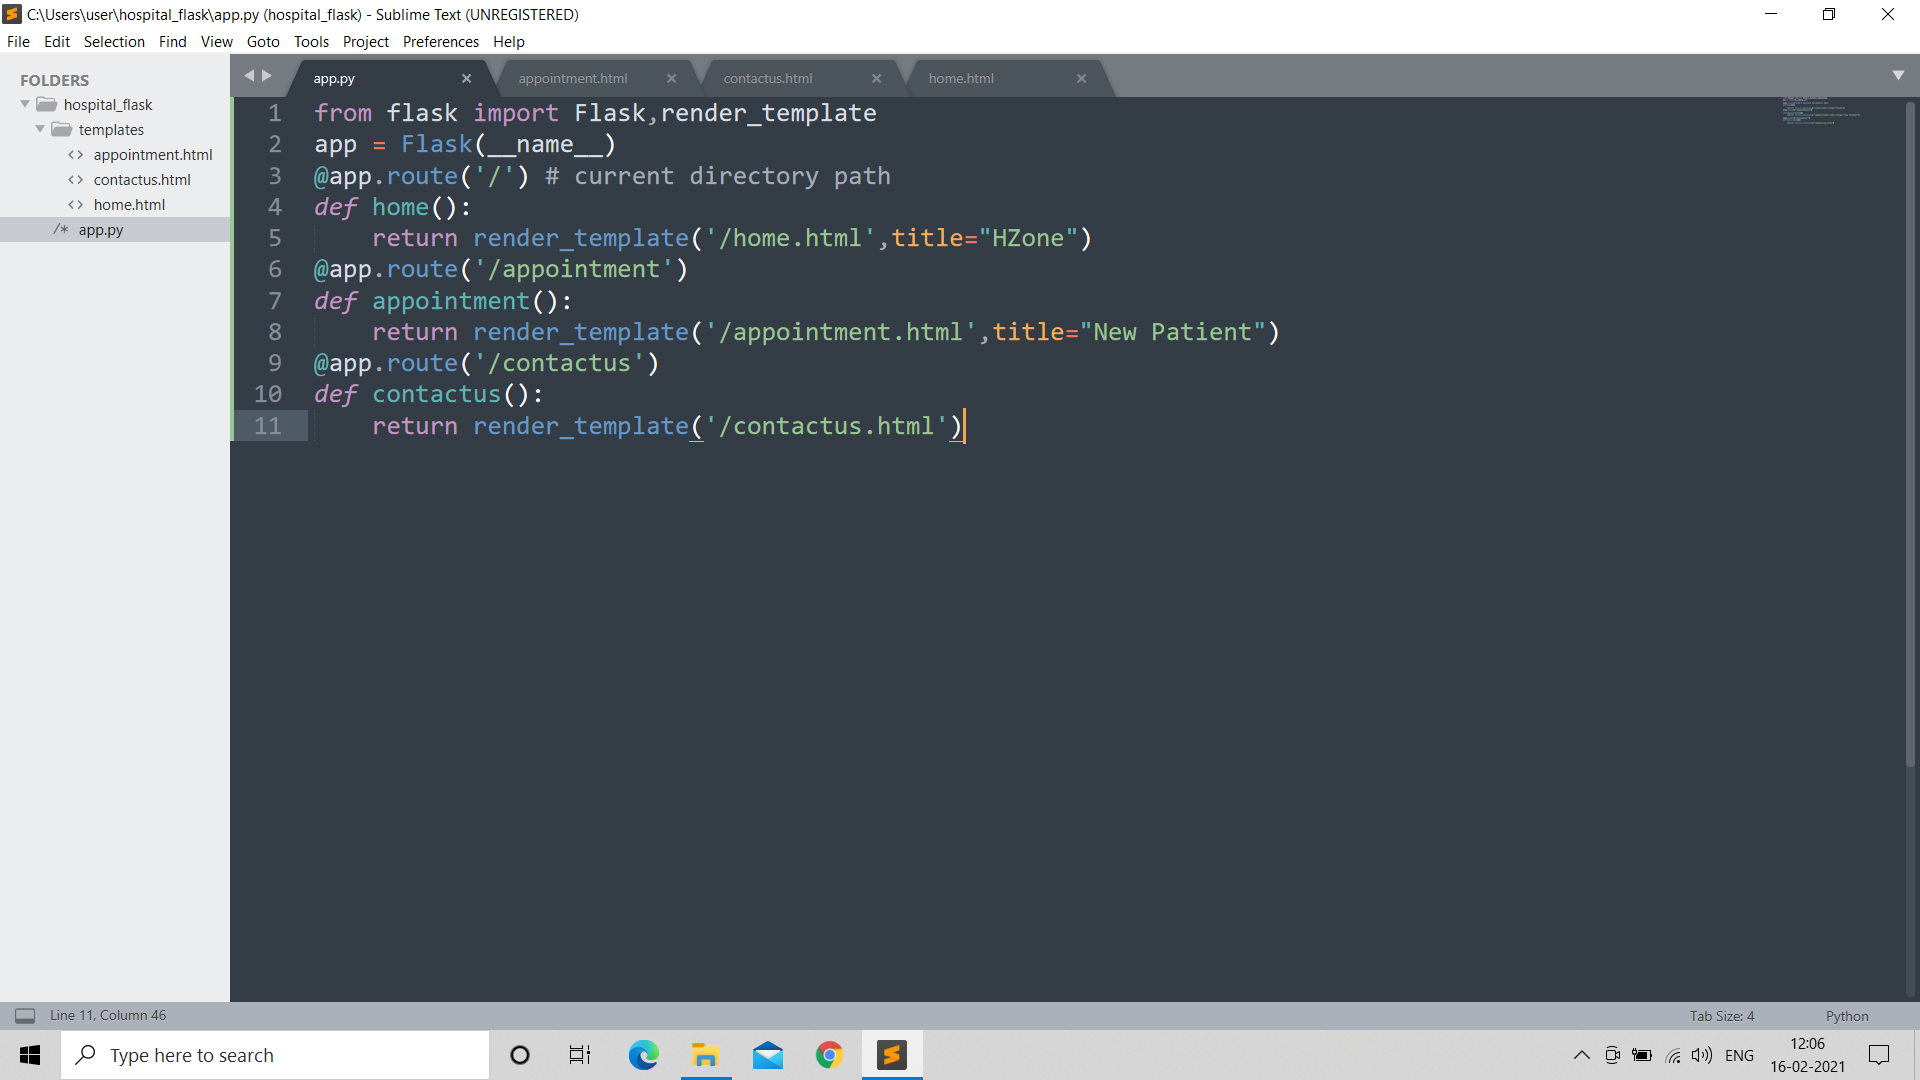 C:\Users\user\hospital_flask\app.py (hospital_flask) - Sublime Text (UNREGISTERED)
File Edit Selection Find View Goto Tools Project Preferences Help
FOLDERS
hospital_flask
templates
<> appointment.html
<> contactus.html
<> home.html
/* app.py
app.py × appointment.html × contactus.html × home.html ×
1 from flask import Flask,render_template
2 app = Flask(__name__)
3 @app.route('/') # current directory path
4 def home():
5     return render_template('/home.html',title="HZone")
6 @app.route('/appointment')
7 def appointment():
8     return render_template('/appointment.html',title="New Patient")
9 @app.route('/contactus')
10 def contactus():
11     return render_template('/contactus.html')
Line 11, Column 46
Tab Size: 4
Python
Type here to search
ENG
12:06
16-02-2021